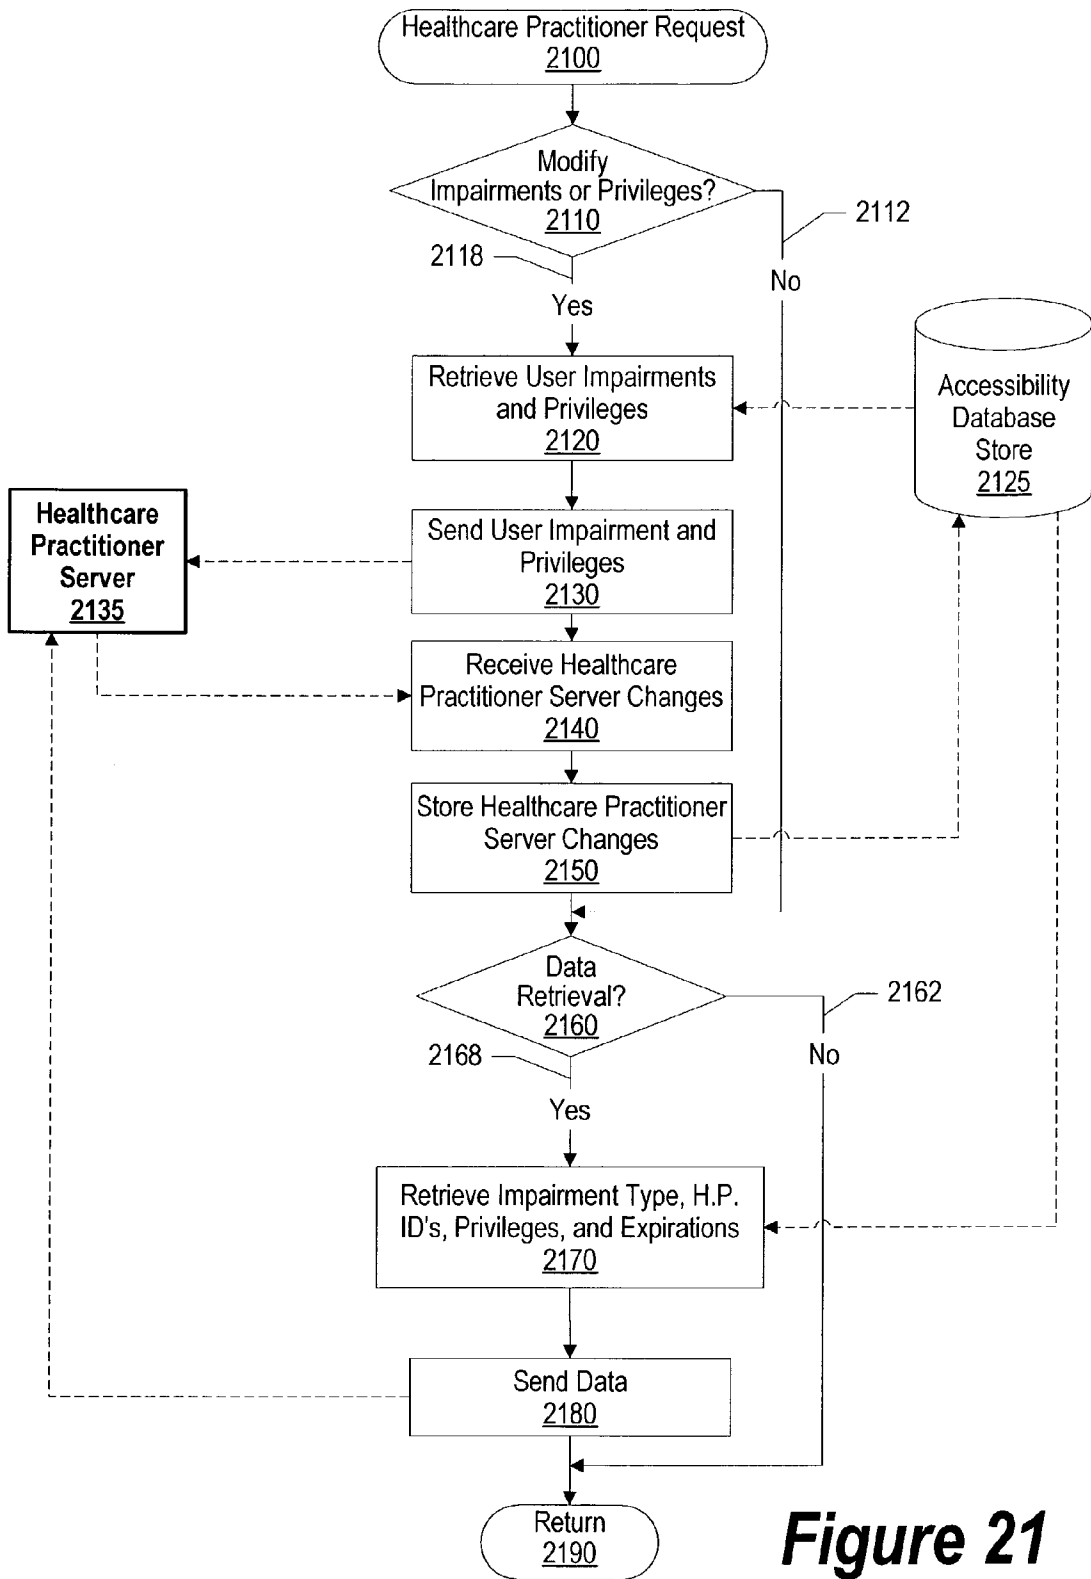 Healthcare Practitioner Request
2100
Modify
Impairments or Privileges?
2110
2112
2118
No
Yes
Retrieve User Impairments
and Privileges
2120
Accessibility
Database
Store
2125
Healthcare
Practitioner
Server
2135
Send User Impairment and
Privileges
2130
Receive Healthcare
Practitioner Server Changes
2140
Store Healthcare Practitioner
Server Changes
2150
Data
Retrieval?
2160
2162
2168
No
Yes
Retrieve Impairment Type, H.P.
ID's, Privileges, and Expirations
2170
Send Data
2180
Return
2190
Figure 21